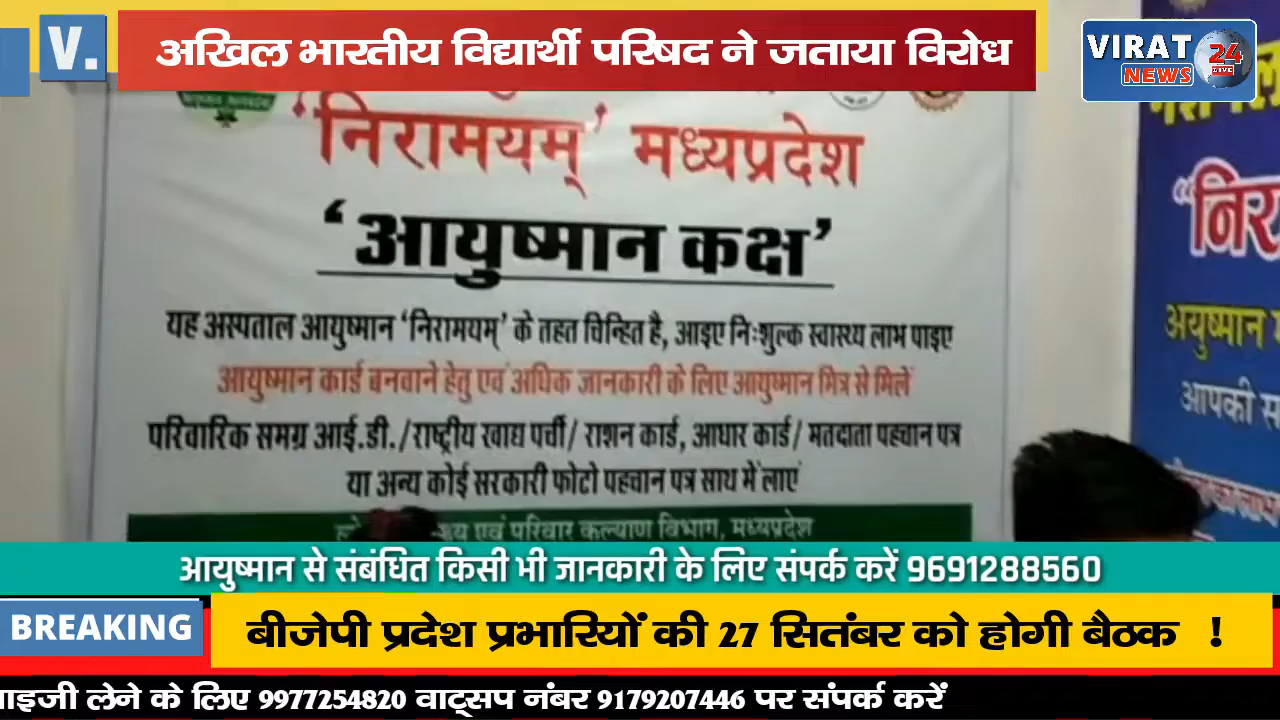 V.
अखिल भारतीय विद्यार्थी परिषद ने जताया विरोध
VIRAT 24
NEWS LIVE
‘निरामयम्’ मध्यप्रदेश
‘आयुष्मान कक्ष’
यह अस्पताल आयुष्मान ‘निरामयम्’ के तहत चिन्हित है, आइए निःशुल्क स्वास्थ्य लाभ पाइए
आयुष्मान कार्ड बनवाने हेतु एवं अधिक जानकारी के लिए आयुष्मान मित्र से मिलें
परिवारिक समग्र आई.डी./राष्ट्रीय खाद्य पर्ची/ राशन कार्ड, आधार कार्ड/ मतदाता पहचान पत्र
या अन्य कोई सरकारी फोटो पहचान पत्र साथ में लाएं
एवं परिवार कल्याण विभाग, मध्यप्रदेश
“निर
अयुष्मान
आपकी
आयुष्मान से संबंधित किसी भी जानकारी के लिए संपर्क करें 9691288560
BREAKING
बीजेपी प्रदेश प्रभारियों की 27 सितंबर को होगी बैठक !
लेने के लिए 9977254820 वाट्सप नंबर 9179207446 पर संपर्क करें